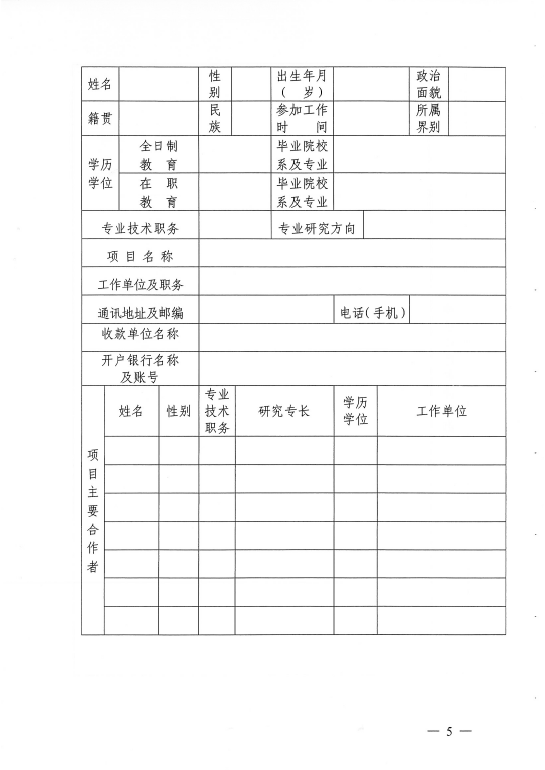 姓名 性别 出生年月(  岁) 政治面貌
籍贯 民族 参加工作时间 所属界别
学历学位 全日制教育 毕业院校系及专业
在职教育 毕业院校系及专业
专业技术职务 专业研究方向
项目名称
工作单位及职务
通讯地址及邮编 电话(手机)
收款单位名称
开户银行名称及账号
项目主要合作者 姓名 性别 专业技术职务 研究专长 学历学位 工作单位
— 5 —